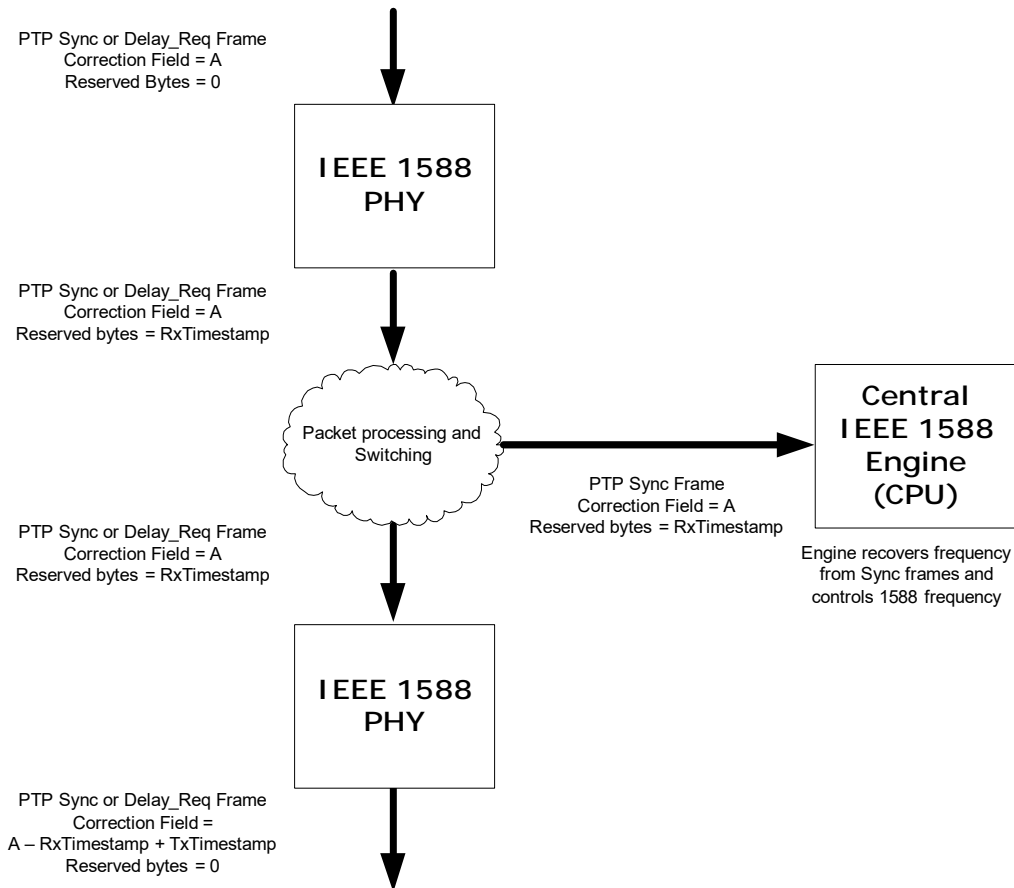 PTP Sync or Delay_Req Frame
Correction Field = A
Reserved Bytes = 0
IEEE 1588
PHY
PTP Sync or Delay_Req Frame
Correction Field = A
Reserved bytes = RxTimestamp
Packet processing and
Switching
PTP Sync Frame
Correction Field = A
Reserved bytes = RxTimestamp
Central
IEEE 1588
Engine
(CPU)
Engine recovers frequency
from Sync frames and
controls 1588 frequency
PTP Sync or Delay_Req Frame
Correction Field = A
Reserved bytes = RxTimestamp
IEEE 1588
PHY
PTP Sync or Delay_Req Frame
Correction Field =
A – RxTimestamp + TxTimestamp
Reserved bytes = 0